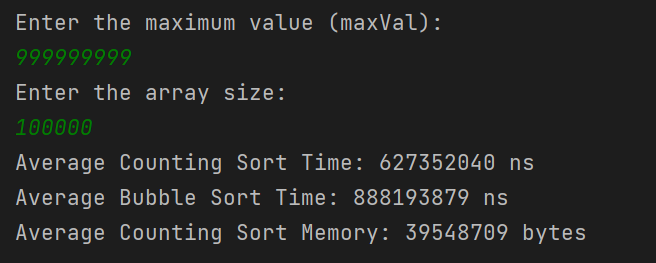 Enter the maximum value (maxVal):
999999999
Enter the array size:
100000
Average Counting Sort Time: 627352040 ns
Average Bubble Sort Time: 888193879 ns
Average Counting Sort Memory: 39548709 bytes